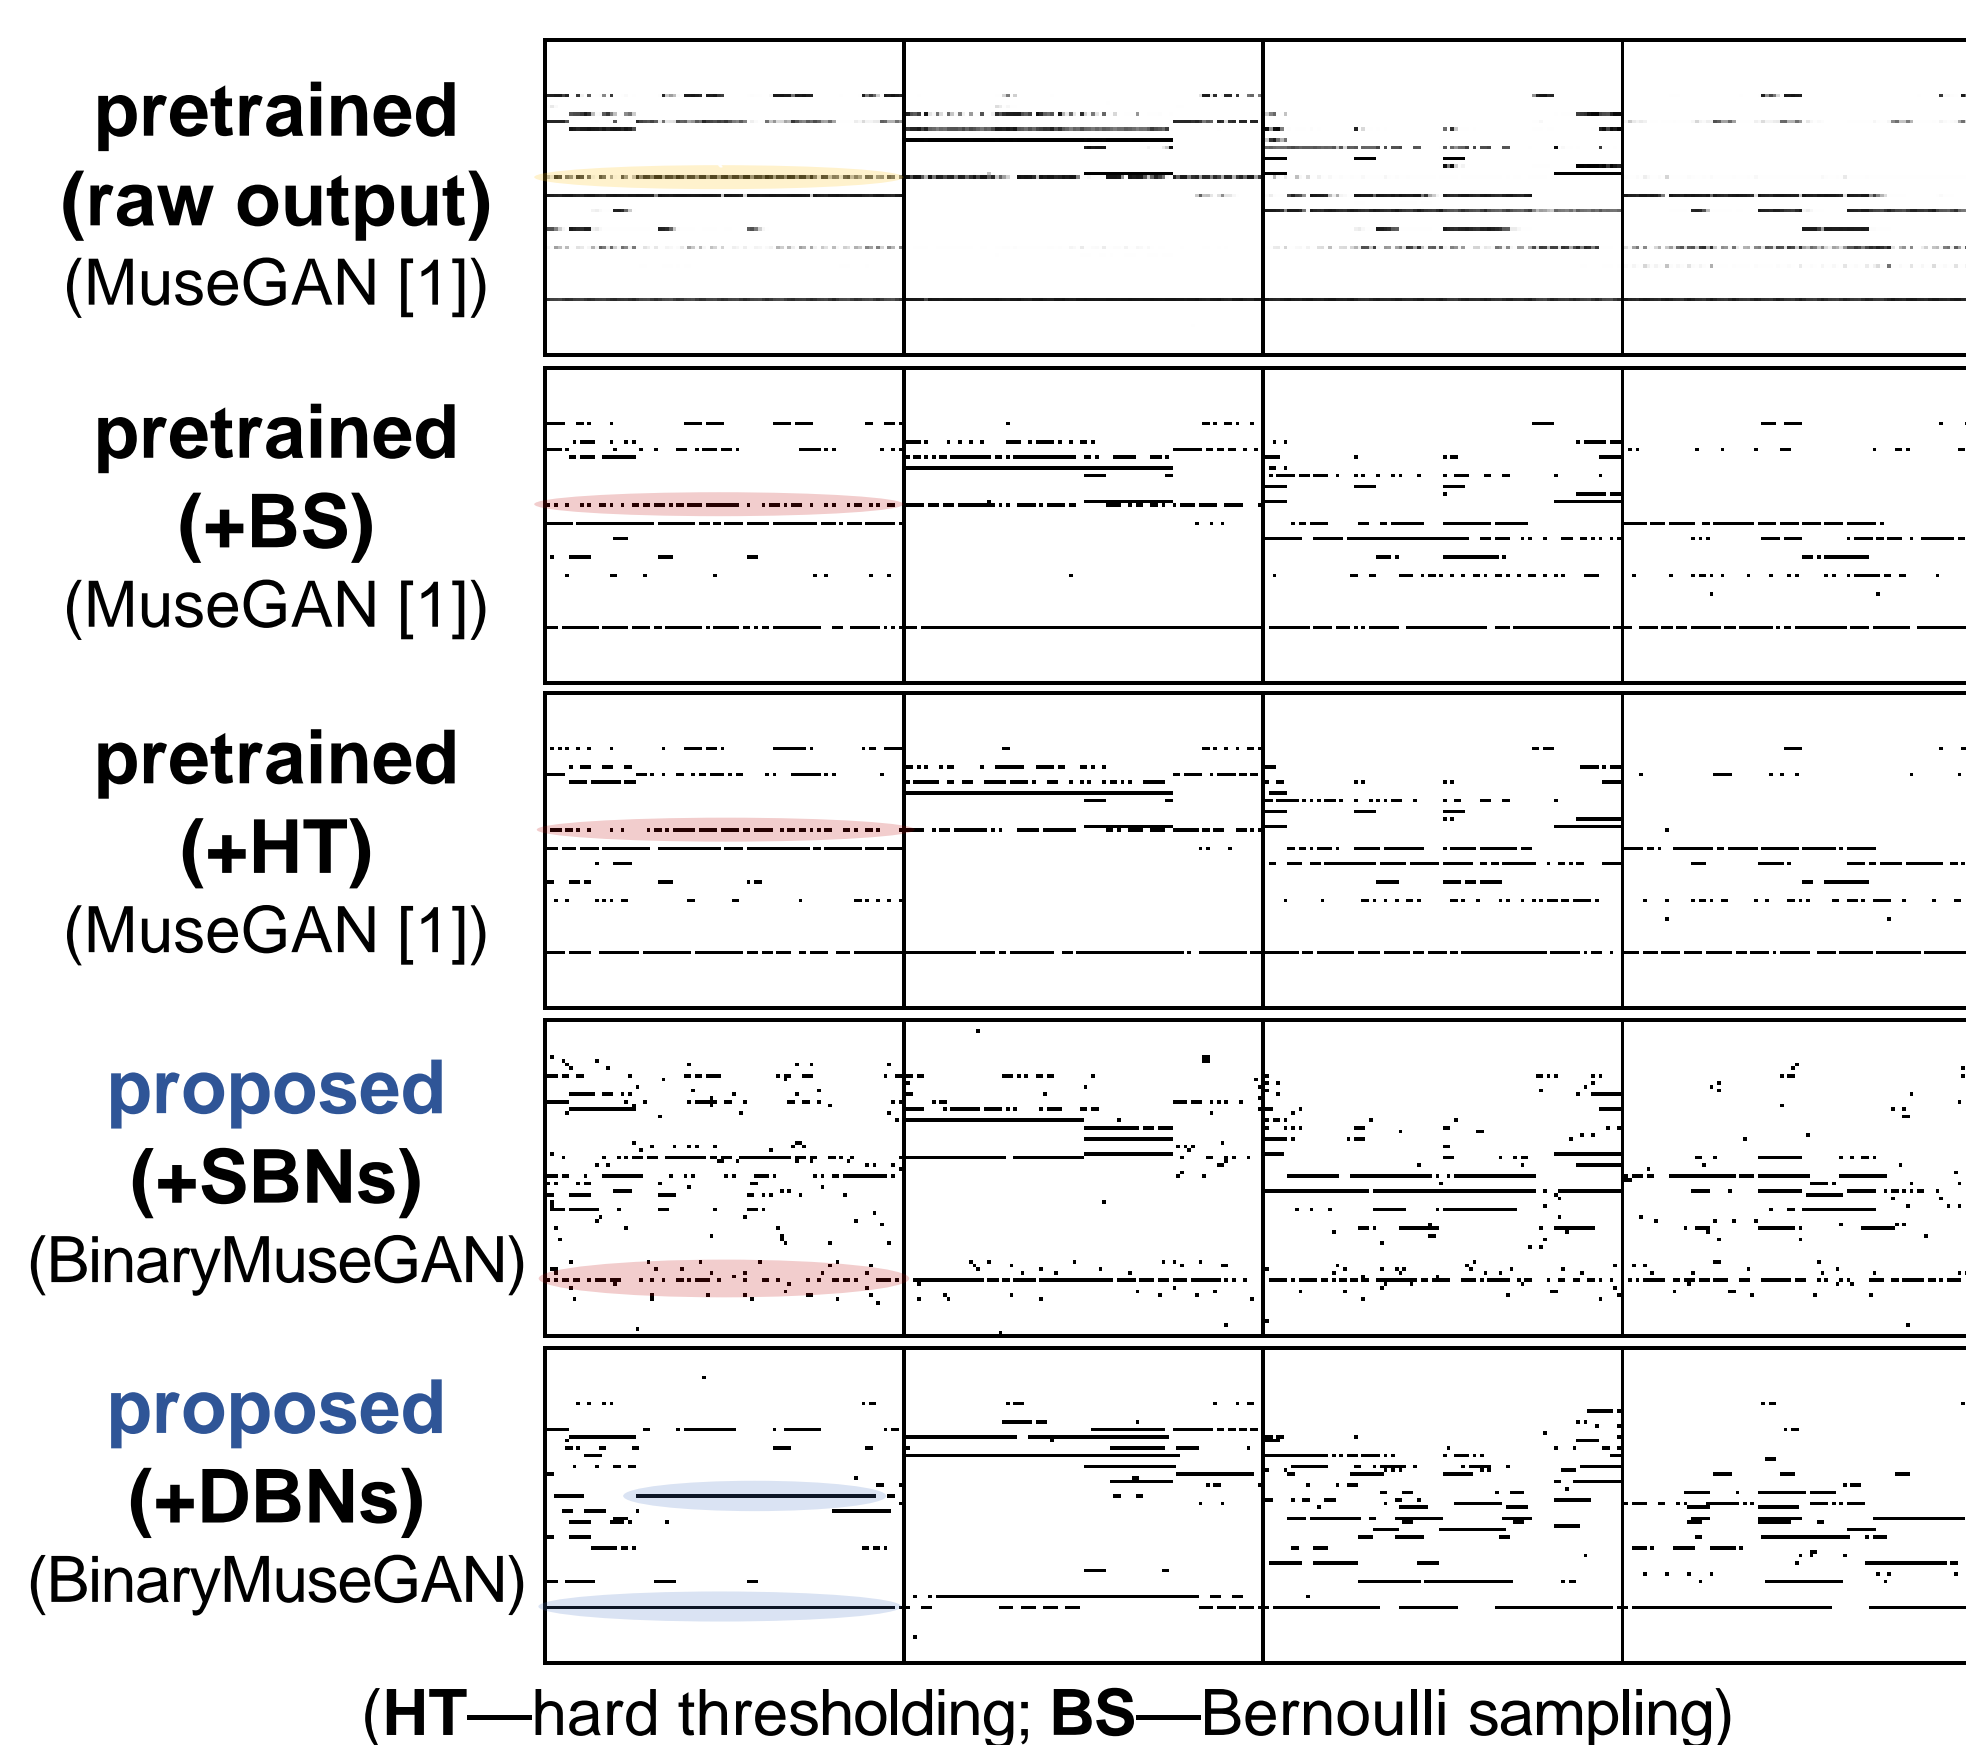 pretrained
(raw output)
(MuseGAN [1])
pretrained
(+BS)
(MuseGAN [1])
pretrained
(+HT)
(MuseGAN [1])
proposed
(+SBNs)
(BinaryMuseGAN)
proposed
(+DBNs)
(BinaryMuseGAN)
(HT—hard thresholding; BS—Bernoulli sampling)